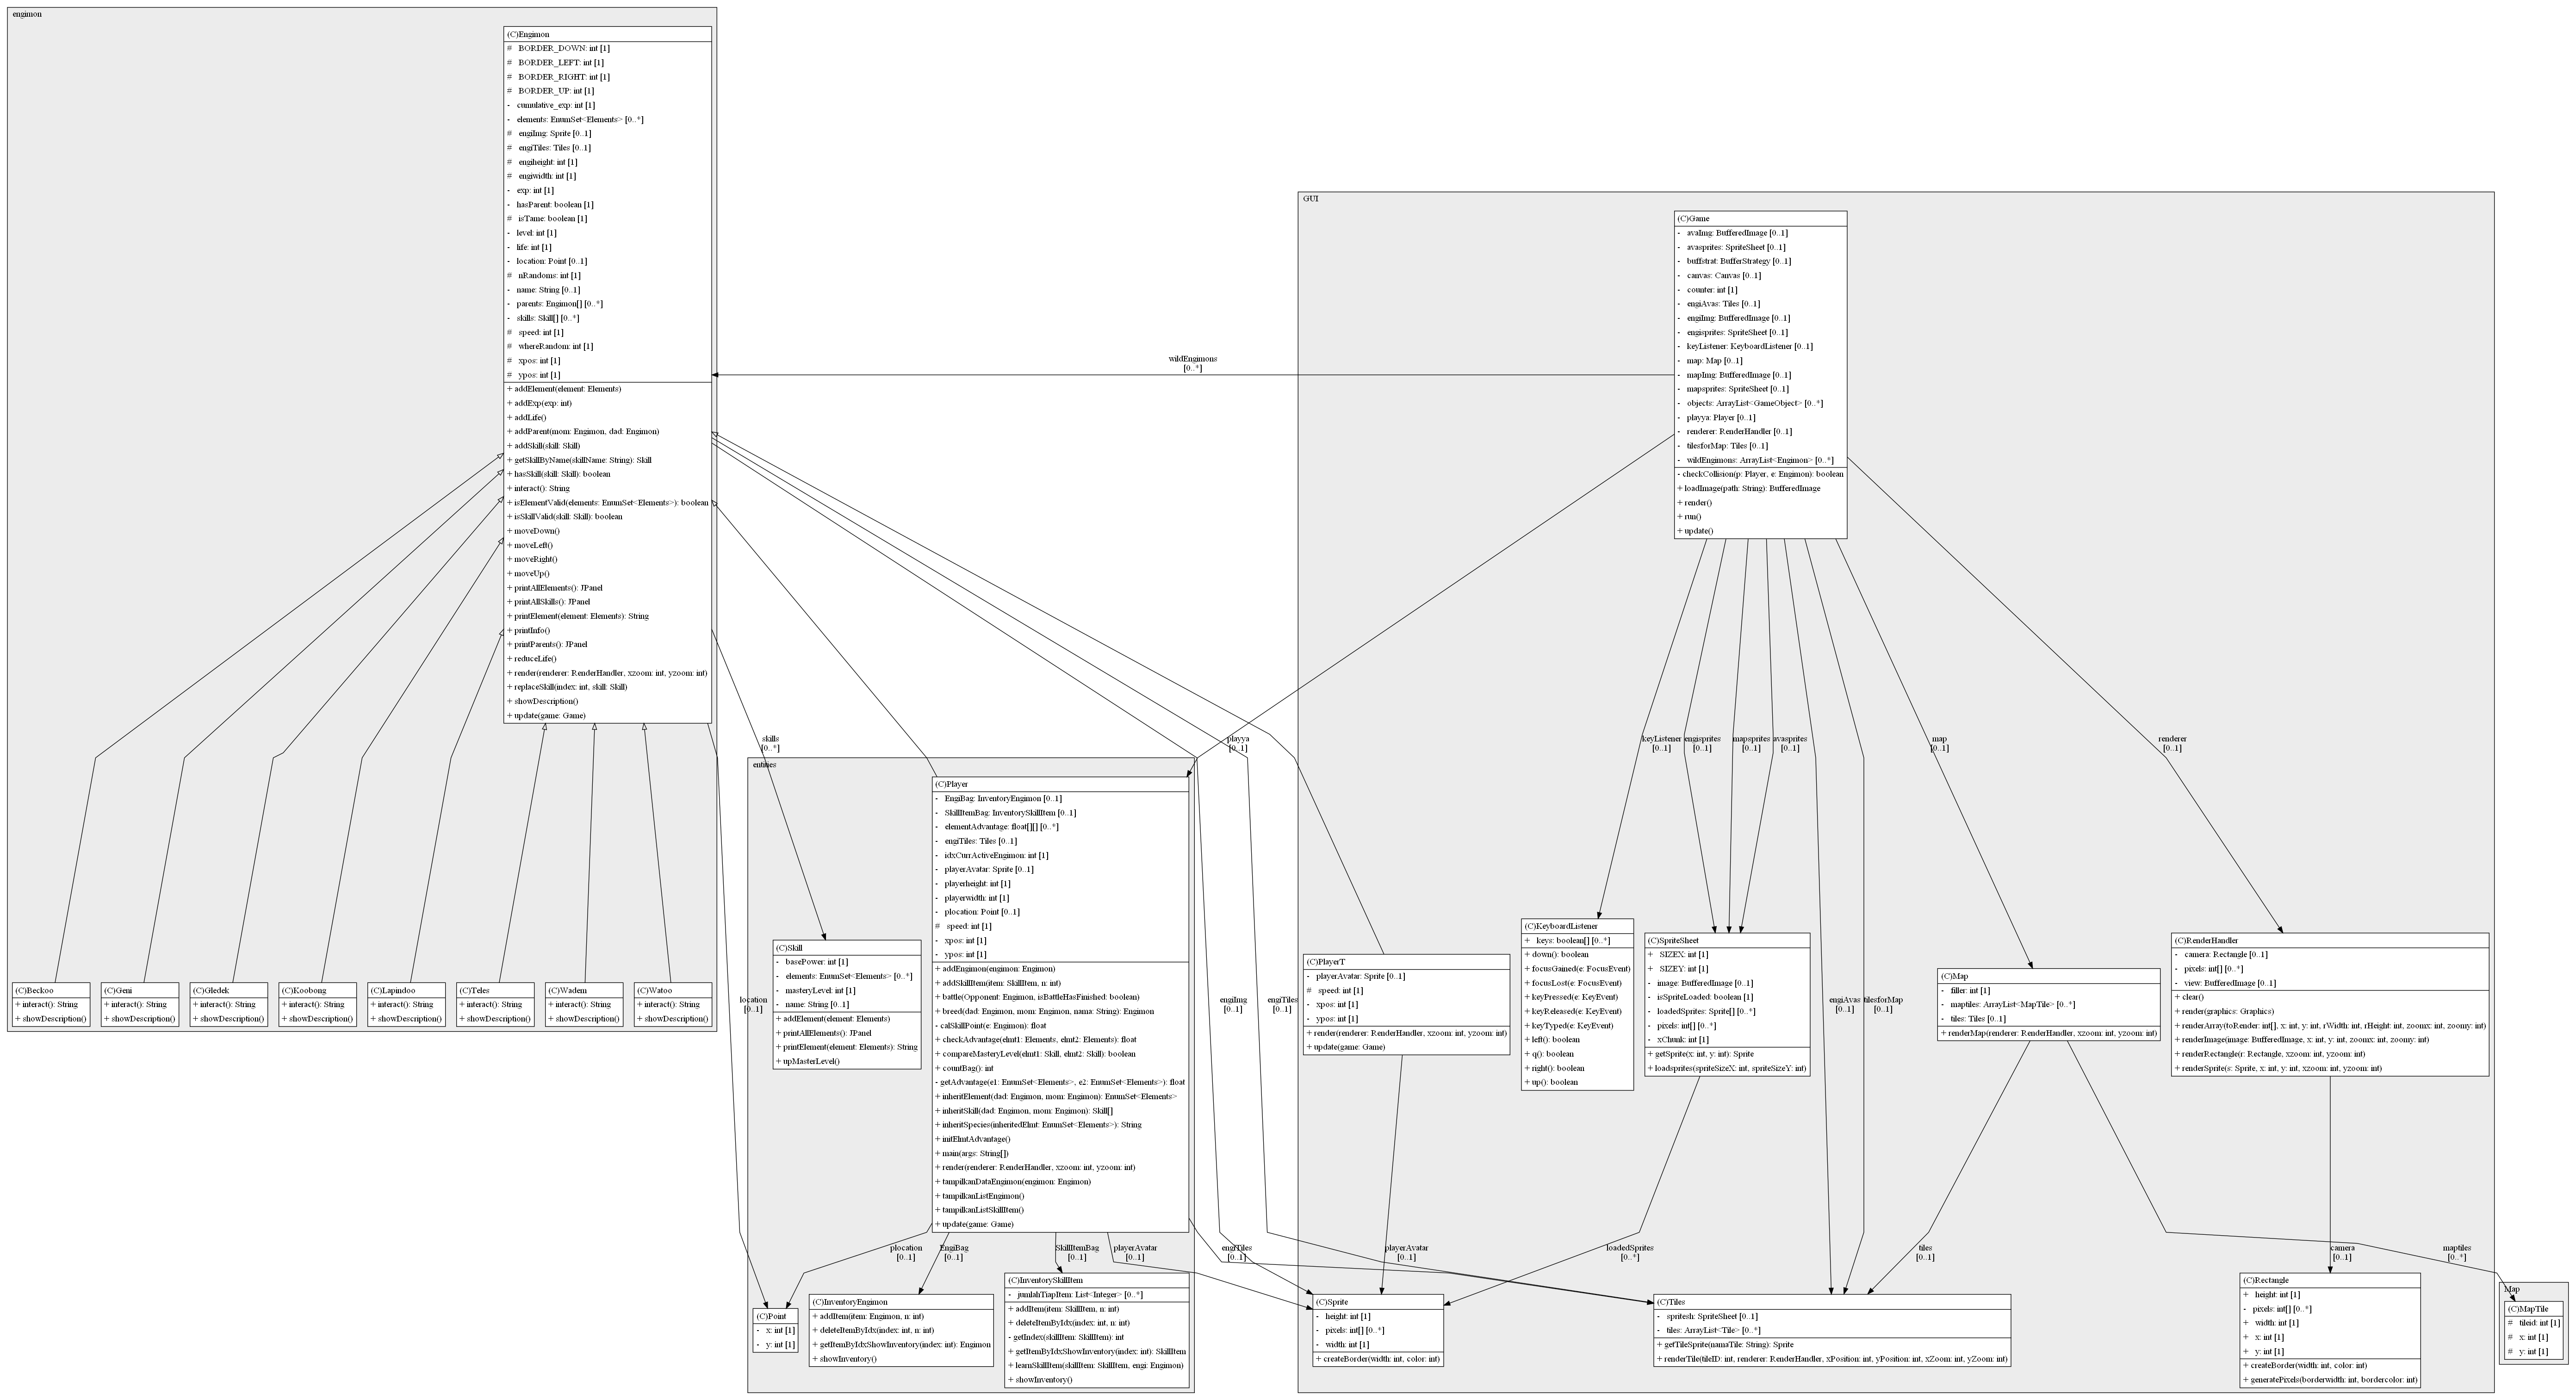 engimon
(C)Engimon
# BORDER_DOWN: int [1]
# BORDER_LEFT: int [1]
# BORDER_RIGHT: int [1]
# BORDER_UP: int [1]
- cumulative_exp: int [1]
- elements: EnumSet<Elements> [0..*]
# engiImg: Sprite [0..1]
# engiTiles: Tiles [0..1]
# engiheight: int [1]
# engiwidth: int [1]
- exp: int [1]
- hasParent: boolean [1]
# isTame: boolean [1]
- level: int [1]
- life: int [1]
- location: Point [0..1]
# nRandoms: int [1]
- name: String [0..1]
- parents: Engimon[] [0..*]
- skills: Skill[] [0..*]
# speed: int [1]
# whereRandom: int [1]
# xpos: int [1]
# ypos: int [1]
+ addElement(element: Elements)
+ addExp(exp: int)
+ addLife()
+ addParent(mom: Engimon, dad: Engimon)
+ addSkill(skill: Skill)
+ getSkillByName(skillName: String): Skill
+ hasSkill(skill: Skill): boolean
+ interact(): String
+ isElementValid(elements: EnumSet<Elements>): boolean
+ isSkillValid(skill: Skill): boolean
+ moveDown()
+ moveLeft()
+ moveRight()
+ moveUp()
+ printAllElements(): JPanel
+ printAllSkills(): JPanel
+ printElement(element: Elements): String
+ printInfo()
+ printParents(): JPanel
+ reduceLife()
+ render(renderer: RenderHandler, xzoom: int, yzoom: int)
+ replaceSkill(index: int, skill: Skill)
+ showDescription()
+ update(game: Game)
GUI
(C)Game
- avaImg: BufferedImage [0..1]
- avasprites: SpriteSheet [0..1]
- buffstrat: BufferStrategy [0..1]
- canvas: Canvas [0..1]
- counter: int [1]
- engiAvas: Tiles [0..1]
- engiImg: BufferedImage [0..1]
- engisprites: SpriteSheet [0..1]
- keyListener: KeyboardListener [0..1]
- map: Map [0..1]
- mapImg: BufferedImage [0..1]
- mapsprites: SpriteSheet [0..1]
- objects: ArrayList<GameObject> [0..*]
- playya: Player [0..1]
- renderer: RenderHandler [0..1]
- tilesforMap: Tiles [0..1]
- wildEngimons: ArrayList<Engimon> [0..*]
- checkCollision(p: Player, e: Engimon): boolean
+ loadImage(path: String): BufferedImage
+ render()
+ run()
+ update()
wildEngimons
[0..*]
skills
[0..*]
playya
[0..1]
keyListener
[0..1]
engisprites
[0..1]
mapsprites
[0..1]
avasprites
[0..1]
map
[0..1]
renderer
[0..1]
entities
(C)Player
- EngiBag: InventoryEngimon [0..1]
- SkillItemBag: InventorySkillItem [0..1]
- elementAdvantage: float[][] [0..*]
- engiTiles: Tiles [0..1]
- idxCurrActiveEngimon: int [1]
- playerAvatar: Sprite [0..1]
- playerheight: int [1]
- playerwidth: int [1]
- plocation: Point [0..1]
# speed: int [1]
- xpos: int [1]
- ypos: int [1]
+ addEngimon(engimon: Engimon)
+ addSkillItem(item: SkillItem, n: int)
+ battle(Opponent: Engimon, isBattleHasFinished: boolean)
+ breed(dad: Engimon, mom: Engimon, nama: String): Engimon
- calSkillPoint(e: Engimon): float
+ checkAdvantage(elmt1: Elements, elmt2: Elements): float
+ compareMasteryLevel(elmt1: Skill, elmt2: Skill): boolean
+ countBag(): int
- getAdvantage(e1: EnumSet<Elements>, e2: EnumSet<Elements>): float
+ inheritElement(dad: Engimon, mom: Engimon): EnumSet<Elements>
+ inheritSkill(dad: Engimon, mom: Engimon): Skill[]
+ inheritSpecies(inheritedElmt: EnumSet<Elements>): String
+ initElmtAdvantage()
+ main(args: String[])
+ render(renderer: RenderHandler, xzoom: int, yzoom: int)
+ tampilkanDataEngimon(engimon: Engimon)
+ tampilkanListEngimon()
+ tampilkanListSkillItem()
+ update(game: Game)
(C)Skill
- basePower: int [1]
- elements: EnumSet<Elements> [0..*]
- masteryLevel: int [1]
- name: String [0..1]
+ addElement(element: Elements)
+ printAllElements(): JPanel
+ printElement(element: Elements): String
+ upMasterLevel()
(C)PlayerT
- playerAvatar: Sprite [0..1]
# speed: int [1]
- xpos: int [1]
- ypos: int [1]
+ render(renderer: RenderHandler, xzoom: int, yzoom: int)
+ update(game: Game)
(C)KeyboardListener
+ keys: boolean[] [0..*]
+ down(): boolean
+ focusGained(e: FocusEvent)
+ focusLost(e: FocusEvent)
+ keyPressed(e: KeyEvent)
+ keyReleased(e: KeyEvent)
+ keyTyped(e: KeyEvent)
+ left(): boolean
+ q(): boolean
+ right(): boolean
+ up(): boolean
(C)SpriteSheet
+ SIZEX: int [1]
+ SIZEY: int [1]
- image: BufferedImage [0..1]
- isSpriteLoaded: boolean [1]
- loadedSprites: Sprite[] [0..*]
- pixels: int[] [0..*]
- xChunk: int [1]
+ getSprite(x: int, y: int): Sprite
+ loadsprites(spriteSizeX: int, spriteSizeY: int)
(C)Map
- filler: int [1]
- maptiles: ArrayList<MapTile> [0..*]
- tiles: Tiles [0..1]
+ renderMap(renderer: RenderHandler, xzoom: int, yzoom: int)
(C)RenderHandler
- camera: Rectangle [0..1]
- pixels: int[] [0..*]
- view: BufferedImage [0..1]
+ clear()
+ render(graphics: Graphics)
+ renderArray(toRender: int[], x: int, y: int, rWidth: int, rHeight: int, zoomx: int, zoomy: int)
+ renderImage(image: BufferedImage, x: int, y: int, zoomx: int, zoomy: int)
+ renderRectangle(r: Rectangle, xzoom: int, yzoom: int)
+ renderSprite(s: Sprite, x: int, y: int, xzoom: int, yzoom: int)
(C)Beckoo
+ interact(): String
+ showDescription()
(C)Geni
+ interact(): String
+ showDescription()
(C)Gledek
+ interact(): String
+ showDescription()
(C)Koobong
+ interact(): String
+ showDescription()
(C)Lapindoo
+ interact(): String
+ showDescription()
(C)Teles
+ interact(): String
+ showDescription()
(C)Wadem
+ interact(): String
+ showDescription()
(C)Watoo
+ interact(): String
+ showDescription()
location
[0..1]
engiImg
[0..1]
engiTiles
[0..1]
engiAvas
[0..1]
tilesforMap
[0..1]
plocation
[0..1]
EngiBag
[0..1]
SkillItemBag
[0..1]
playerAvatar
[0..1]
engiTiles
[0..1]
playerAvatar
[0..1]
loadedSprites
[0..*]
tiles
[0..1]
camera
[0..1]
maptiles
[0..*]
(C)Point
- x: int [1]
- y: int [1]
(C)InventoryEngimon
+ addItem(item: Engimon, n: int)
+ deleteItemByIdx(index: int, n: int)
+ getItemByIdxShowInventory(index: int): Engimon
+ showInventory()
(C)InventorySkillItem
- jumlahTiapItem: List<Integer> [0..*]
+ addItem(item: SkillItem, n: int)
+ deleteItemByIdx(index: int, n: int)
- getIndex(skillItem: SkillItem): int
+ getItemByIdxShowInventory(index: int): SkillItem
+ learnSkillItem(skillItem: SkillItem, engi: Engimon)
+ showInventory()
(C)Sprite
- height: int [1]
- pixels: int[] [0..*]
- width: int [1]
+ createBorder(width: int, color: int)
(C)Tiles
- spritesh: SpriteSheet [0..1]
- tiles: ArrayList<Tile> [0..*]
+ getTileSprite(namaTile: String): Sprite
+ renderTile(tileID: int, renderer: RenderHandler, xPosition: int, yPosition: int, xZoom: int, yZoom: int)
(C)Rectangle
+ height: int [1]
- pixels: int[] [0..*]
+ width: int [1]
+ x: int [1]
+ y: int [1]
+ createBorder(width: int, color: int)
+ generatePixels(borderwidth: int, bordercolor: int)
Map
(C)MapTile
# tileid: int [1]
# x: int [1]
# y: int [1]